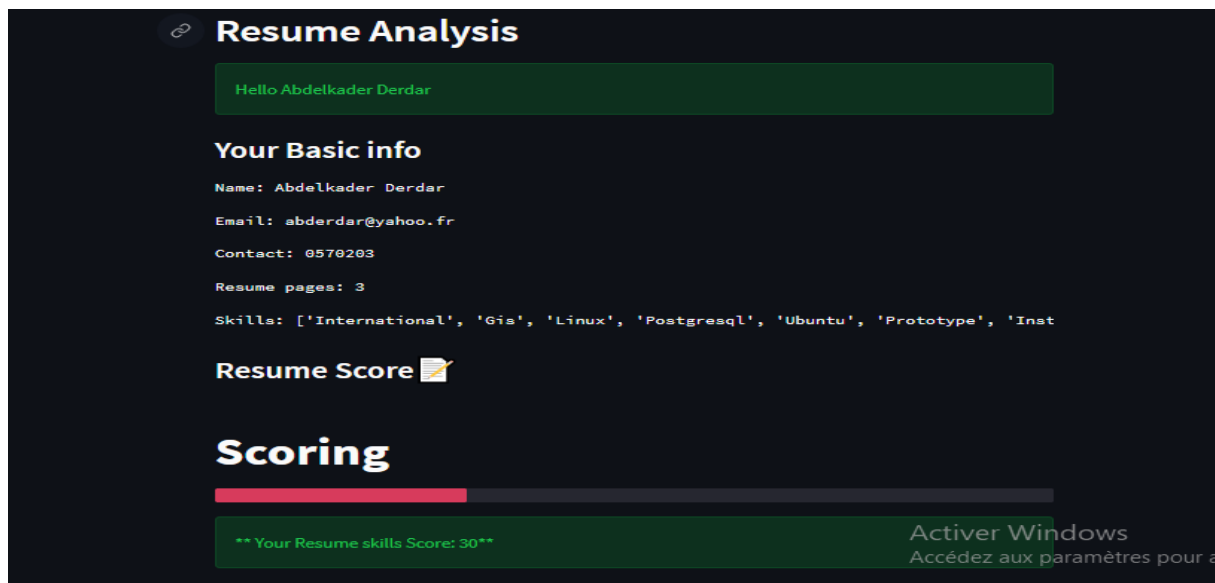 Resume Analysis
Hello Abdelkader Derdar
Your Basic info
Name: Abdelkader Derdar
Email: abderdar@yahoo.fr
Contact: 0570203
Resume pages: 3
Skills: ['International', 'Gis', 'Linux', 'Postgresql', 'Ubuntu', 'Prototype', 'Inst
Resume Score
Scoring
** Your Resume skills Score: 30**
Activer Windows
Accédez aux paramètres pour a